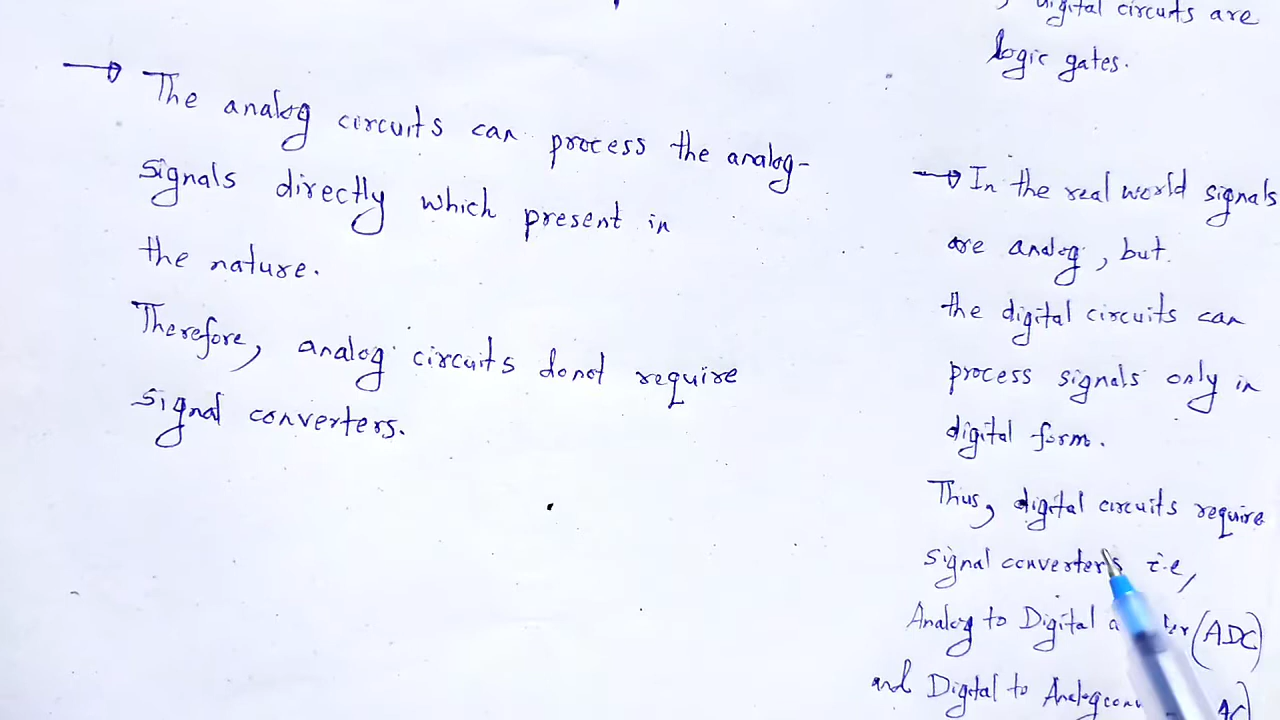 → The analog circuits can process the analog-
signals directly which present in
the nature.
Therefore, analog circuits donot require
signal converters.
digital circuits are
logic gates.
→ In the real world signals
are analog, but
the digital circuits can
process signals only in
digital form.
Thus, digital circuits require
signal converters i.e,
Analog to Digital (ADC)
and Digital to Analog